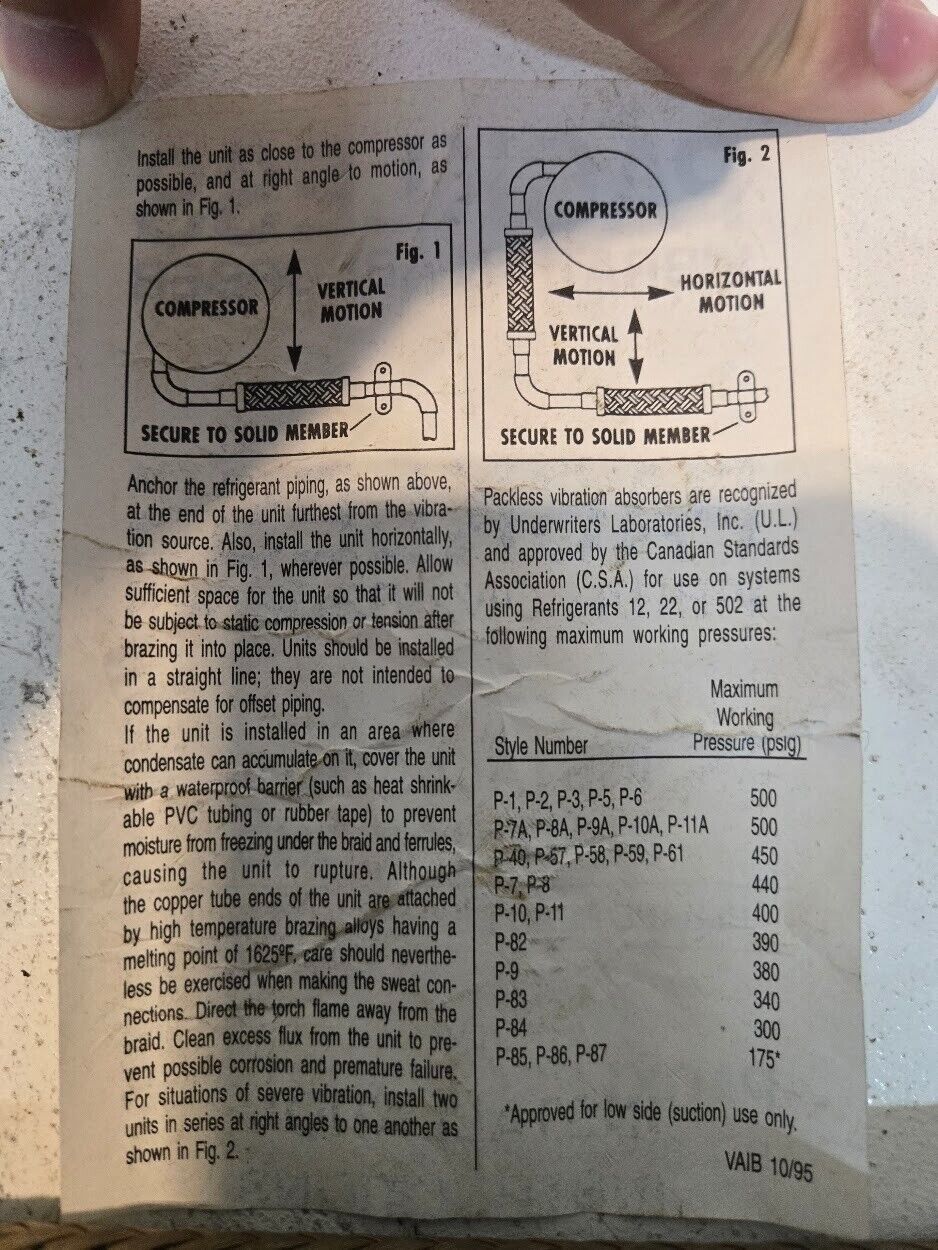 Install the unit as close to the compressor as
possible, and at right angle to motion, as
shown in Fig. 1.
Fig. 1
COMPRESSOR
VERTICAL
MOTION
SECURE TO SOLID MEMBER
Anchor the refrigerant piping, as shown above,
at the end of the unit furthest from the vibra-
tion source. Also, install the unit horizontally,
as shown in Fig. 1, wherever possible. Allow
sufficient space for the unit so that it will not
be subject to static compression or tension after
brazing it into place. Units should be installed
in a straight line; they are not intended to
compensate for offset piping.
If the unit is installed in an area where
condensate can accumulate on it, cover the unit
with a waterproof barrier (such as heat shrink-
able PVC tubing or rubber tape) to prevent
moisture from freezing under the braid and ferrules,
causing the unit to rupture. Although
the copper tube ends of the unit are attached
by high temperature brazing alloys having a
melting point of 1625ºF, care should neverthe-
less be exercised when making the sweat con-
nections. Direct the torch flame away from the
braid. Clean excess flux from the unit to pre-
vent possible corrosion and premature failure.
For situations of severe vibration, install two
units in series at right angles to one another as
shown in Fig. 2.
Fig. 2
COMPRESSOR
HORIZONTAL
MOTION
VERTICAL
MOTION
SECURE TO SOLID MEMBER
Packless vibration absorbers are recognized
by Underwriters Laboratories, Inc. (U.L.)
and approved by the Canadian Standards
Association (C.S.A.) for use on systems
using Refrigerants 12, 22, or 502 at the
following maximum working pressures:
Maximum
Working
Style Number Pressure (psig)
P-1, P-2, P-3, P-5, P-6 500
P-7A, P-8A, P-9A, P-10A, P-11A 500
P-40, P-57, P-58, P-59, P-61 450
P-7, P-8 440
P-10, P-11 400
P-82 390
P-9 380
P-83 340
P-84 300
P-85, P-86, P-87 175*
*Approved for low side (suction) use only.
VAIB 10/95